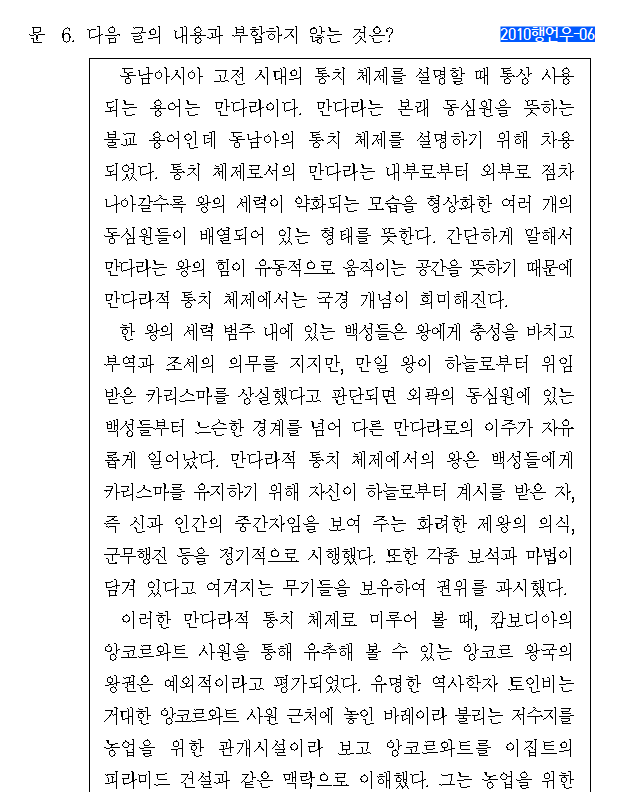 문 6. 다음 글의 내용과 부합하지 않는 것은? 2010행언우-06
동남아시아 고전 시대의 통치 체제를 설명할 때 통상 사용
되는 용어는 만다라이다. 만다라는 본래 동심원을 뜻하는
불교 용어인데 동남아의 통치 체제를 설명하기 위해 차용
되었다. 통치 체제로서의 만다라는 내부로부터 외부로 점차
나아갈수록 왕의 세력이 약화되는 모습을 형상화한 여러 개의
동심원들이 배열되어 있는 형태를 뜻한다. 간단하게 말해서
만다라는 왕의 힘이 유동적으로 움직이는 공간을 뜻하기 때문에
만다라적 통치 체제에서는 국경 개념이 희미해진다.
한 왕의 세력 범주 내에 있는 백성들은 왕에게 충성을 바치고
부역과 조세의 의무를 지지만, 만일 왕이 하늘로부터 위임
받은 카리스마를 상실했다고 판단되면 외곽의 동심원에 있는
백성들부터 느슨한 경계를 넘어 다른 만다라로의 이주가 자유
롭게 일어났다. 만다라적 통치 체제에서의 왕은 백성들에게
카리스마를 유지하기 위해 자신이 하늘로부터 계시를 받은 자,
즉 신과 인간의 중간자임을 보여 주는 화려한 제왕의 의식,
군무행진 등을 정기적으로 시행했다. 또한 각종 보석과 마법이
담겨 있다고 여겨지는 무기들을 보유하여 권위를 과시했다.
이러한 만다라적 통치 체제로 미루어 볼 때, 캄보디아의
앙코르와트 사원을 통해 유추해 볼 수 있는 앙코르 왕국의
왕권은 예외적이라고 평가되었다. 유명한 역사학자 토인비는
거대한 앙코르와트 사원 근처에 놓인 바레이라 불리는 저수지를
농업을 위한 관개시설이라 보고 앙코르와트를 이집트의
피라미드 건설과 같은 맥락으로 이해했다. 그는 농업을 위한